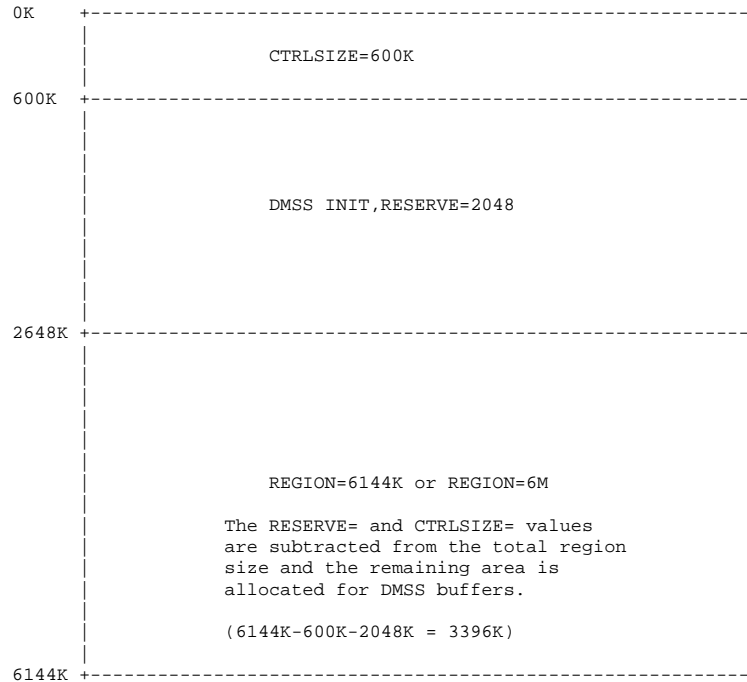 0K +--------------------------------------------------
CTRLSIZE=600K
600K +--------------------------------------------------
DMSS INIT,RESERVE=2048
2648K +--------------------------------------------------
REGION=6144K or REGION=6M
The RESERVE= and CTRLSIZE= values
are subtracted from the total region
size and the remaining area is
allocated for DMSS buffers.
(6144K-600K-2048K = 3396K)
6144K +--------------------------------------------------